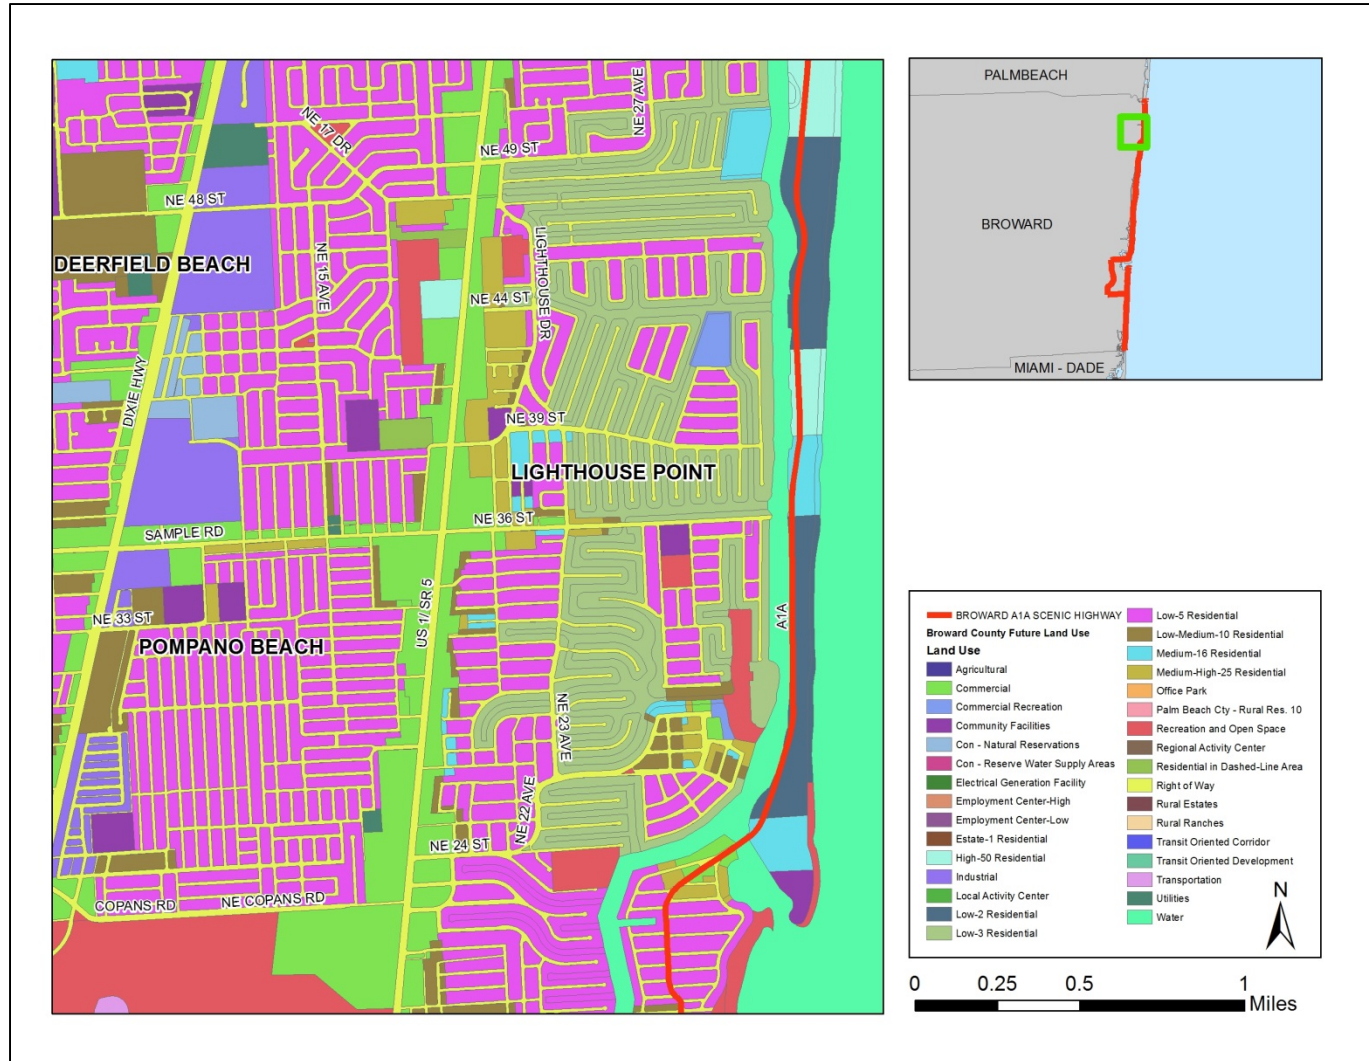 NE 27 AVE
NE 17 DR
NE 49 ST
NE 48 ST
LIGHTHOUSE DR
NE 15 AVE
DEERFIELD BEACH
NE 44 ST
DIXIE HWY
NE 39 ST
LIGHTHOUSE POINT
NE 36 ST
SAMPLE RD
US 1/ SR 5
A1A
NE 33 ST
POMPANO BEACH
NE 23 AVE
NE 22 AVE
NE 24 ST
COPANS RD
NE COPANS RD
PALMBEACH
BROWARD
MIAMI - DADE
BROWARD A1A SCENIC HIGHWAY
Broward County Future Land Use
Land Use
Agricultural
Commercial
Commercial Recreation
Community Facilities
Con - Natural Reservations
Con - Reserve Water Supply Areas
Electrical Generation Facility
Employment Center-High
Employment Center-Low
Estate-1 Residential
High-50 Residential
Industrial
Local Activity Center
Low-2 Residential
Low-3 Residential
Low-5 Residential
Low-Medium-10 Residential
Medium-16 Residential
Medium-High-25 Residential
Office Park
Palm Beach Cty - Rural Res. 10
Recreation and Open Space
Regional Activity Center
Residential in Dashed-Line Area
Right of Way
Rural Estates
Rural Ranches
Transit Oriented Corridor
Transit Oriented Development
Transportation
Utilities
Water
N
0 0.25 0.5 1
Miles